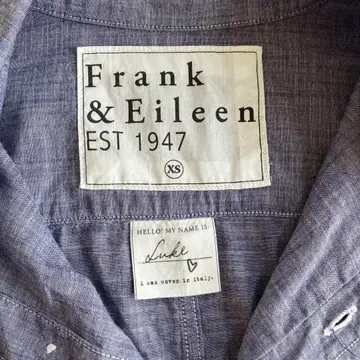 Frank
& Eileen
EST 1947
XS
HELLO! MY NAME IS:
Luke
i was woven in italy.